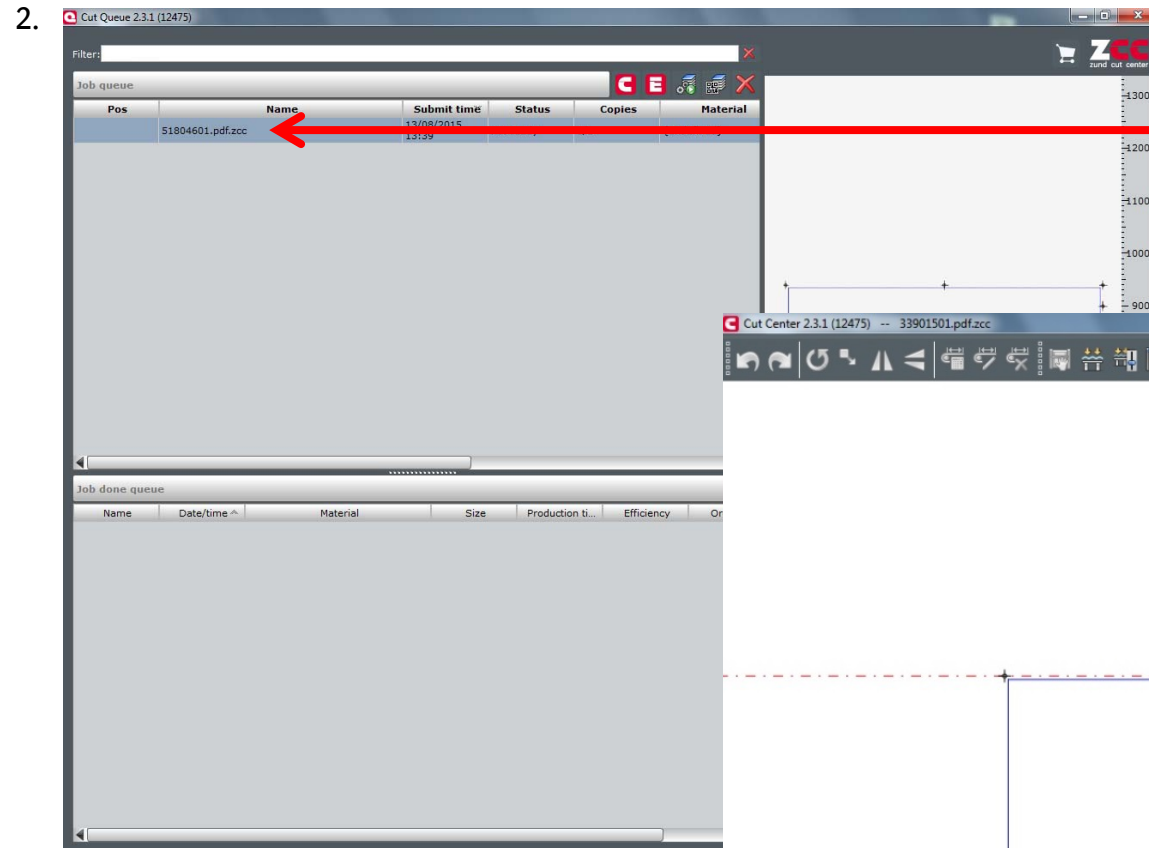 2.
Cut Queue 2.3.1 (12475)
Filter:
ZCC
zund cut center
Job queue
Pos Name Submit time Status Copies Material
51804601.pdf.zcc 13/08/2015
13:39
1300
1200
1100
1000
900
Cut Center 2.3.1 (12475) -- 33901501.pdf.zcc
Job done queue
Name Date/time Material Size Production ti... Efficiency Or